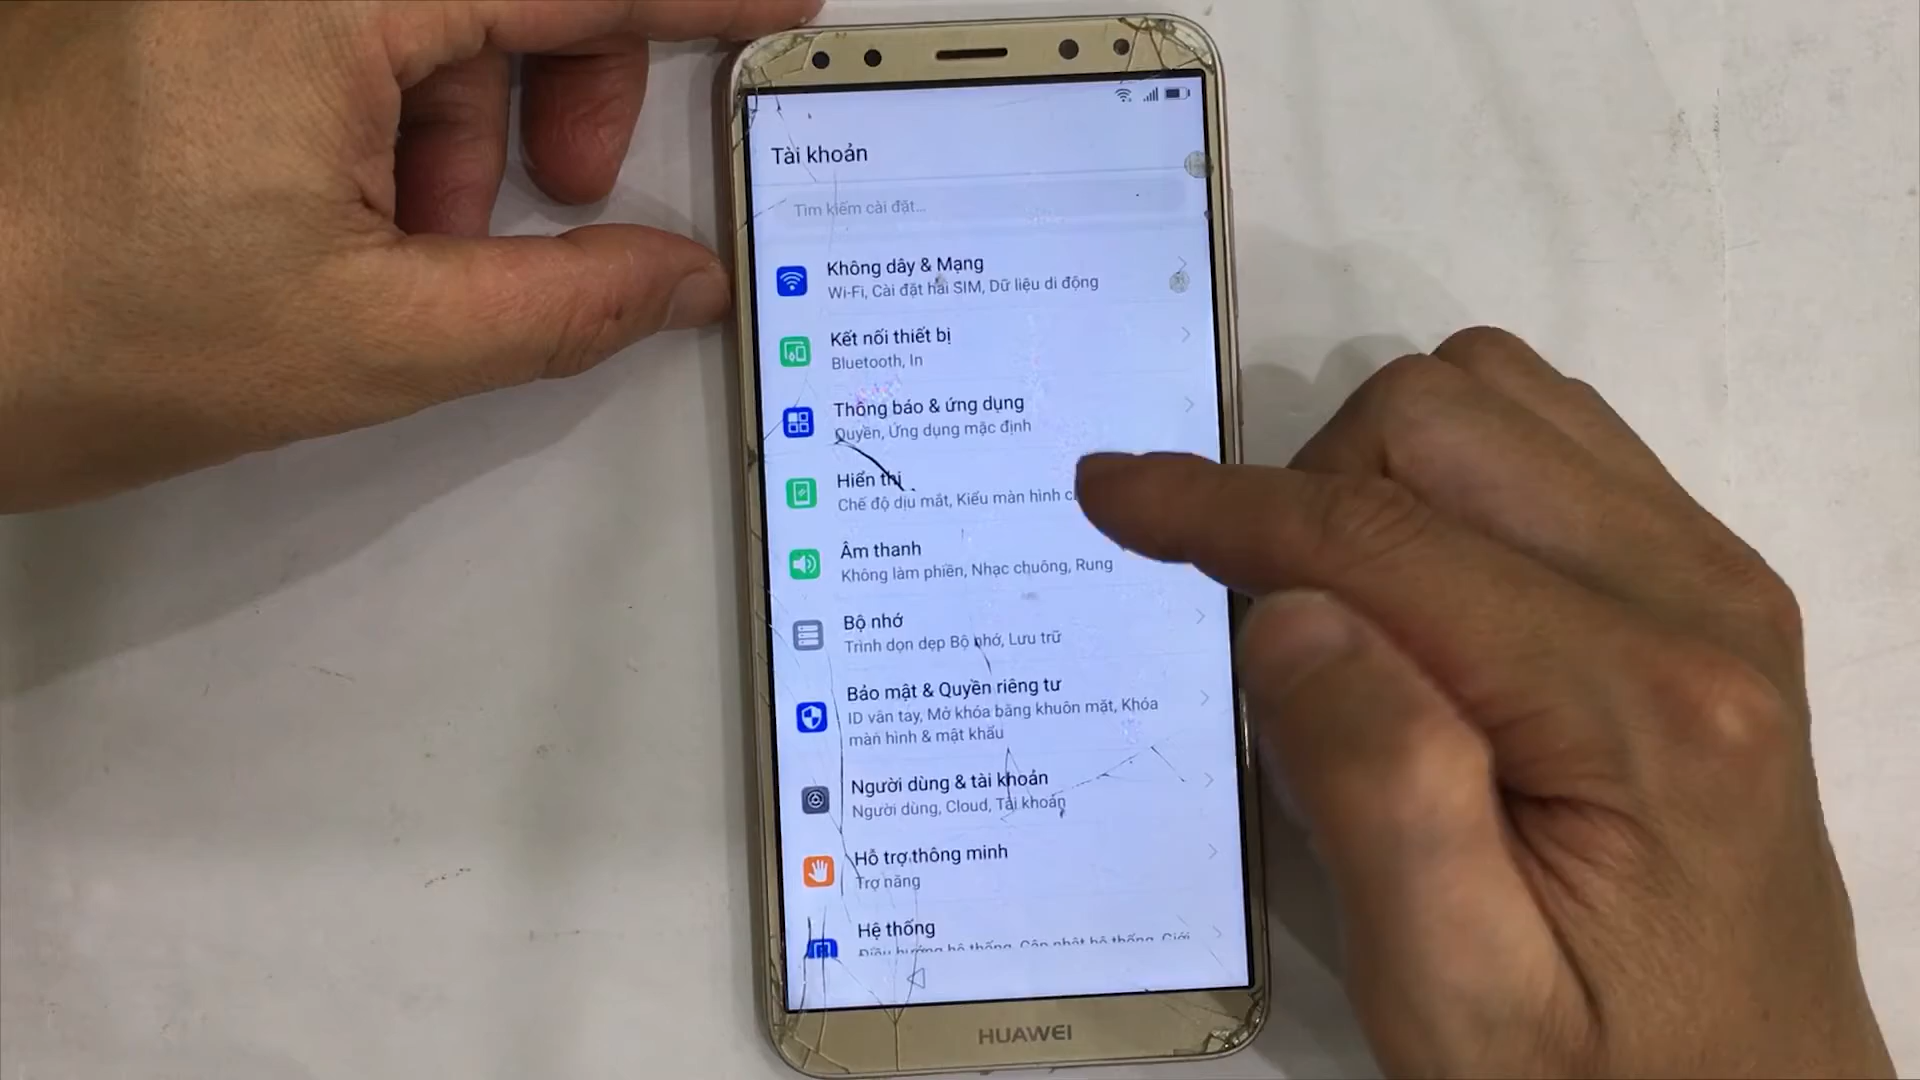 Tài khoản
Tìm kiếm cài đặt...
Không dây & Mạng
Wi-Fi, Cài đặt hai SIM, Dữ liệu di động
Kết nối thiết bị
Bluetooth, In
Thông báo & ứng dụng
Quyền, Ứng dụng mặc định
Hiển thị
Chế độ dịu mắt, Kiểu màn hình
Âm thanh
Không làm phiền, Nhạc chuông, Rung
Bộ nhớ
Trình dọn dẹp Bộ nhớ, Lưu trữ
Bảo mật & Quyền riêng tư
ID vân tay, Mở khóa bằng khuôn mặt, Khóa
màn hình & mật khẩu
Người dùng & tài khoản
Người dùng, Cloud, Tài khoản
Hỗ trợ thông minh
Trợ năng
Hệ thống
Điều hướng hệ thống, Cập nhật hệ thống, Giới
HUAWEI